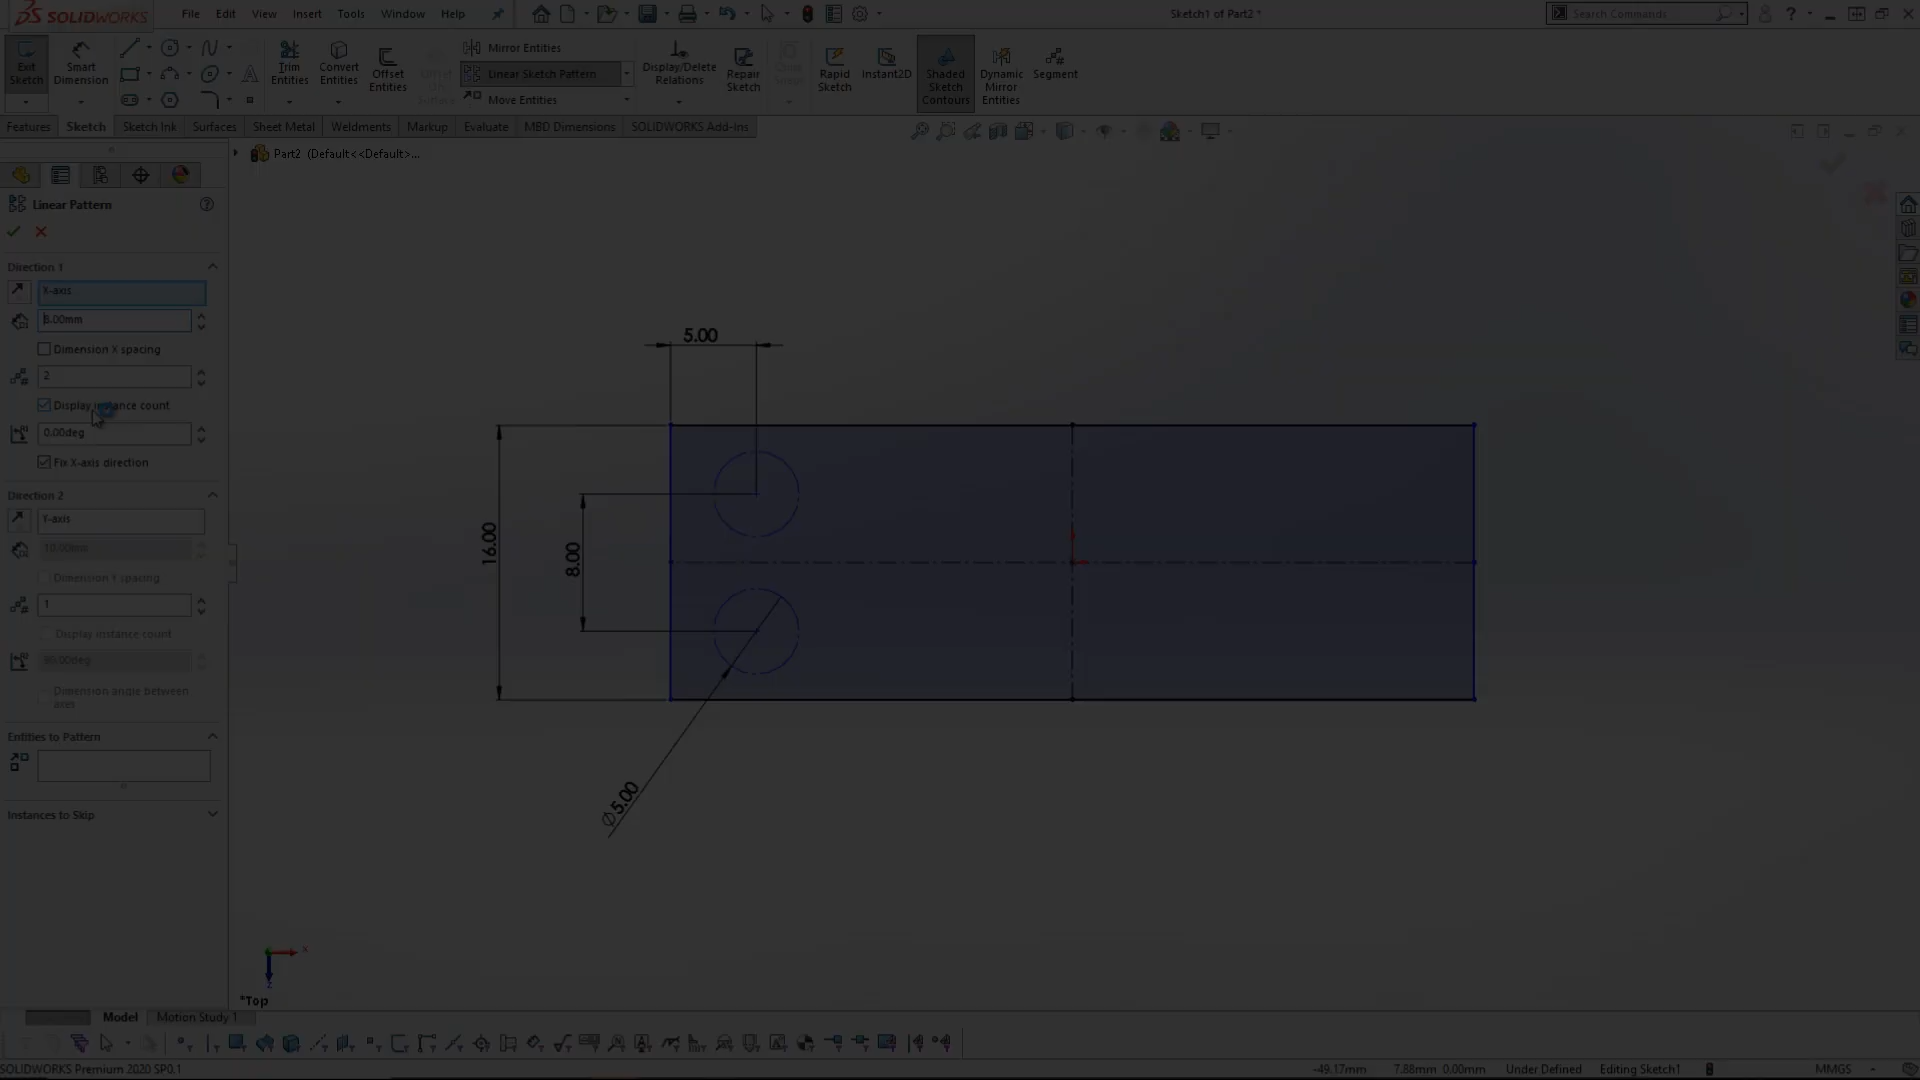 SOLIDWORKS File Edit View Insert Tools Window Help Sketch1 of Part2 * Search Commands
Exit Sketch
Smart Dimension
Trim Entities
Convert Entities
Offset Entities
Mirror Entities
Linear Sketch Pattern
Move Entities
Display/Delete Relations
Repair Sketch
Rapid Sketch
Instant2D
Shaded Sketch Contours
Dynamic Mirror Entities
Segment
Features Sketch Sketch Ink Surfaces Sheet Metal Weldments Markup Evaluate MBD Dimensions SOLIDWORKS Add-Ins
Part2 (Default<<Default>...
Linear Pattern
Direction 1
X-axis
Dimension X spacing
2
Display instance count
0.00deg
Fix X-axis direction
Direction 2
Y-axis
10.00mm
Dimension Y spacing
1
Display instance count
Dimension angle between
axes
Entities to Pattern
Instances to Skip
5.00
16.00
8.00
∅5.00
X
Z
*Top
Model Motion Study 1
SOLIDWORKS Premium 2020 SP0.1 -49.17mm 7.88mm 0.00mm Under Defined Editing Sketch1 MMGS